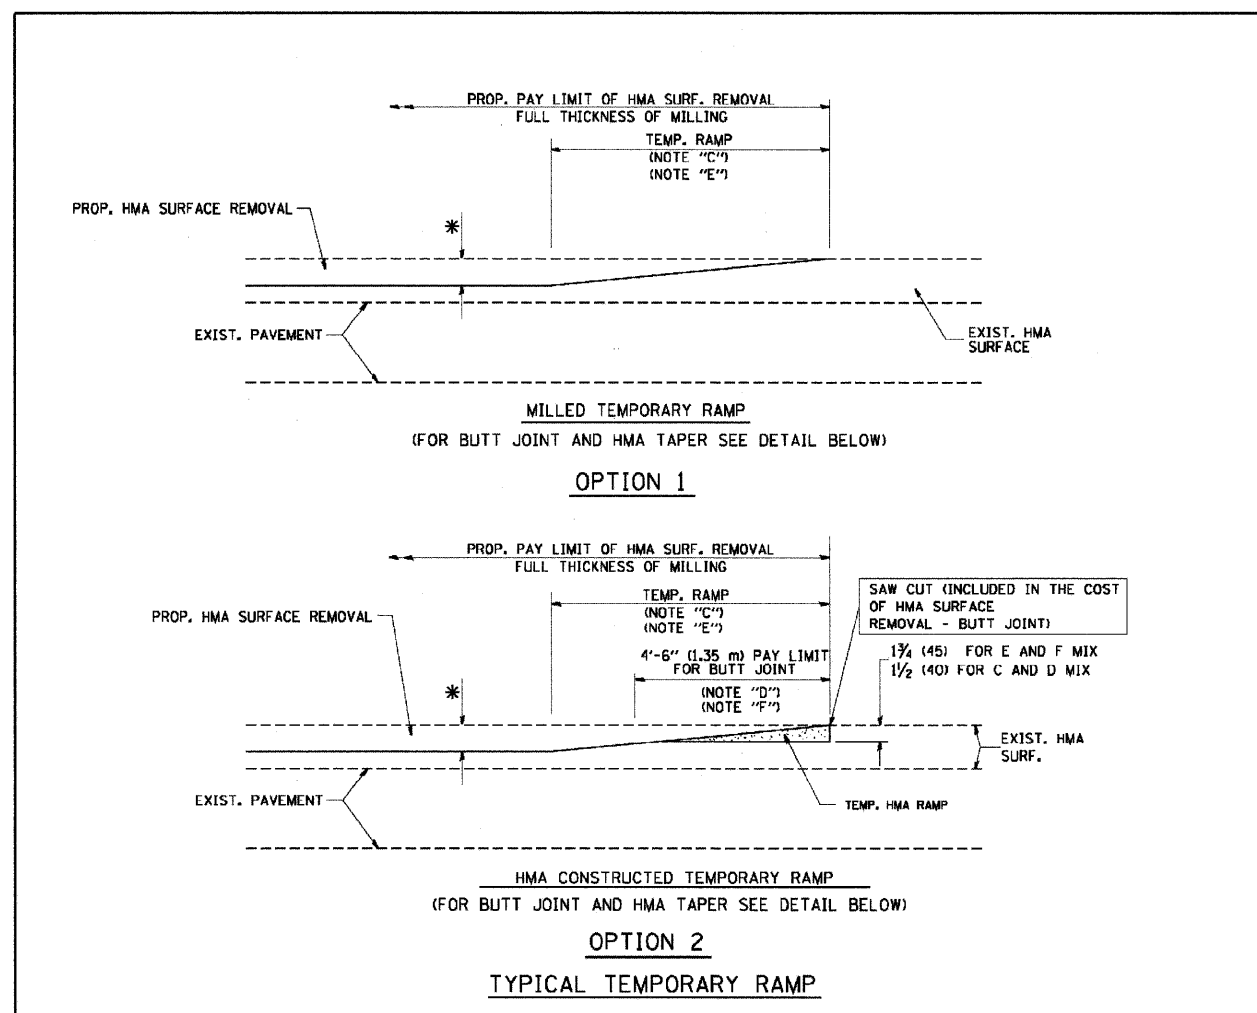 PROP. PAY LIMIT OF HMA SURF. REMOVAL
FULL THICKNESS OF MILLING
TEMP. RAMP
(NOTE "C")
(NOTE "E")
PROP. HMA SURFACE REMOVAL
*
EXIST. PAVEMENT
EXIST. HMA
SURFACE
MILLED TEMPORARY RAMP
(FOR BUTT JOINT AND HMA TAPER SEE DETAIL BELOW)
OPTION 1
PROP. PAY LIMIT OF HMA SURF. REMOVAL
FULL THICKNESS OF MILLING
SAW CUT (INCLUDED IN THE COST
OF HMA SURFACE
REMOVAL - BUTT JOINT)
TEMP. RAMP
(NOTE "C")
(NOTE "E")
PROP. HMA SURFACE REMOVAL
4'-6" (1.35 m) PAY LIMIT
FOR BUTT JOINT
1¾ (45) FOR E AND F MIX
1½ (40) FOR C AND D MIX
*
(NOTE "D")
(NOTE "F")
EXIST. HMA
SURF.
EXIST. PAVEMENT
TEMP. HMA RAMP
HMA CONSTRUCTED TEMPORARY RAMP
(FOR BUTT JOINT AND HMA TAPER SEE DETAIL BELOW)
OPTION 2
TYPICAL TEMPORARY RAMP